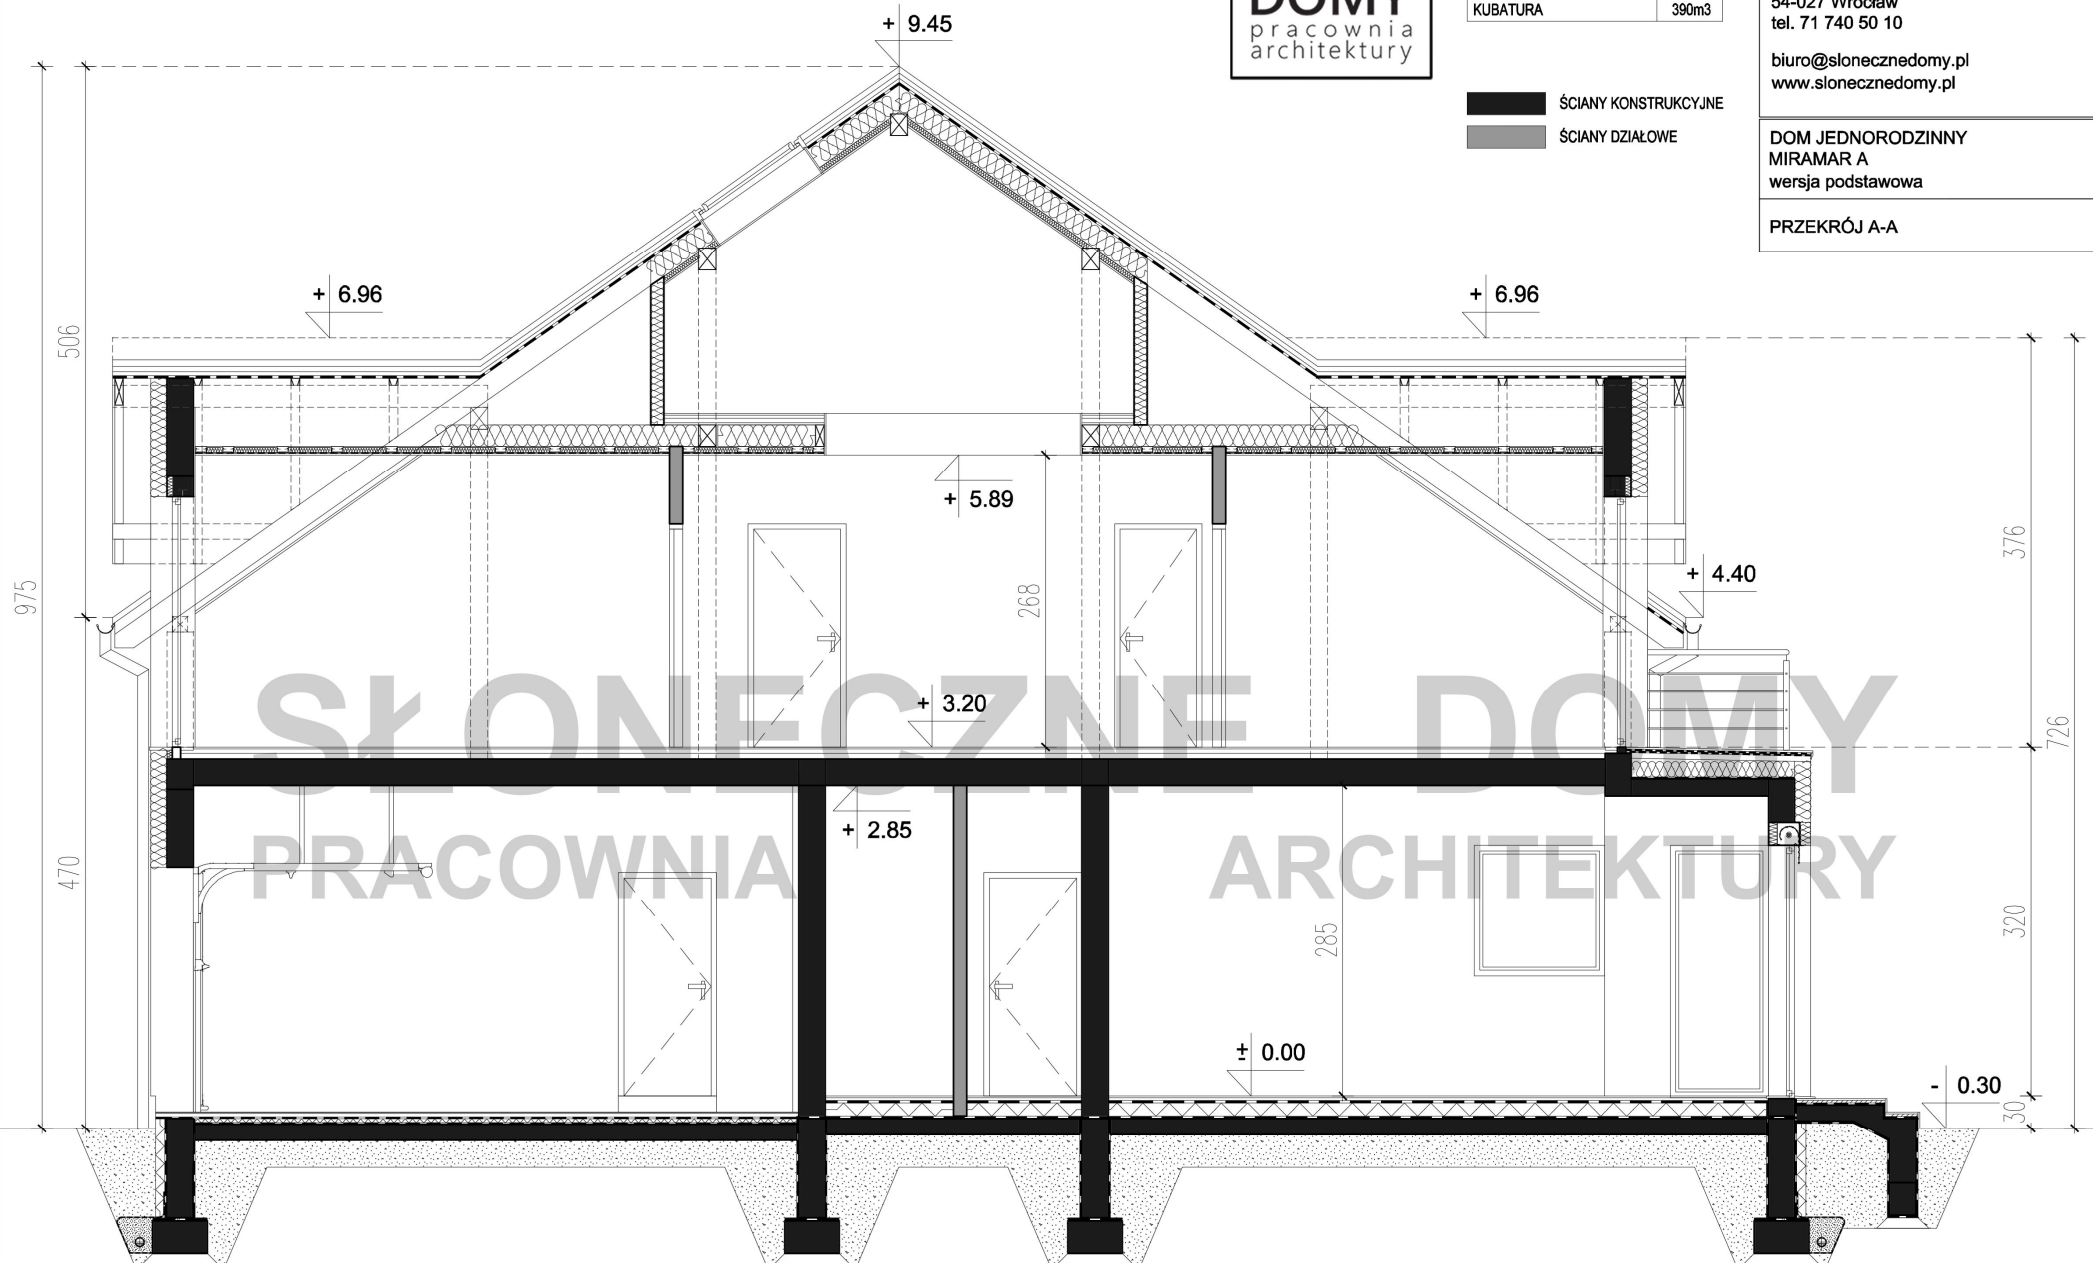 DOMY
pracownia
architektury
KUBATURA 390m3
54-027 Wrocław
tel. 71 740 50 10
biuro@slonecznedomy.pl
www.slonecznedomy.pl
ŚCIANY KONSTRUKCYJNE
ŚCIANY DZIAŁOWE
DOM JEDNORODZINNY
MIRAMAR A
wersja podstawowa
PRZEKRÓJ A-A
+ 9.45
+ 6.96
+ 6.96
506
+ 5.89
376
975
268
+ 4.40
+ 3.20
726
SŁONECZNE DOMY
+ 2.85
PRACOWNIA ARCHITEKTURY
470
285
320
± 0.00
- 0.30
30